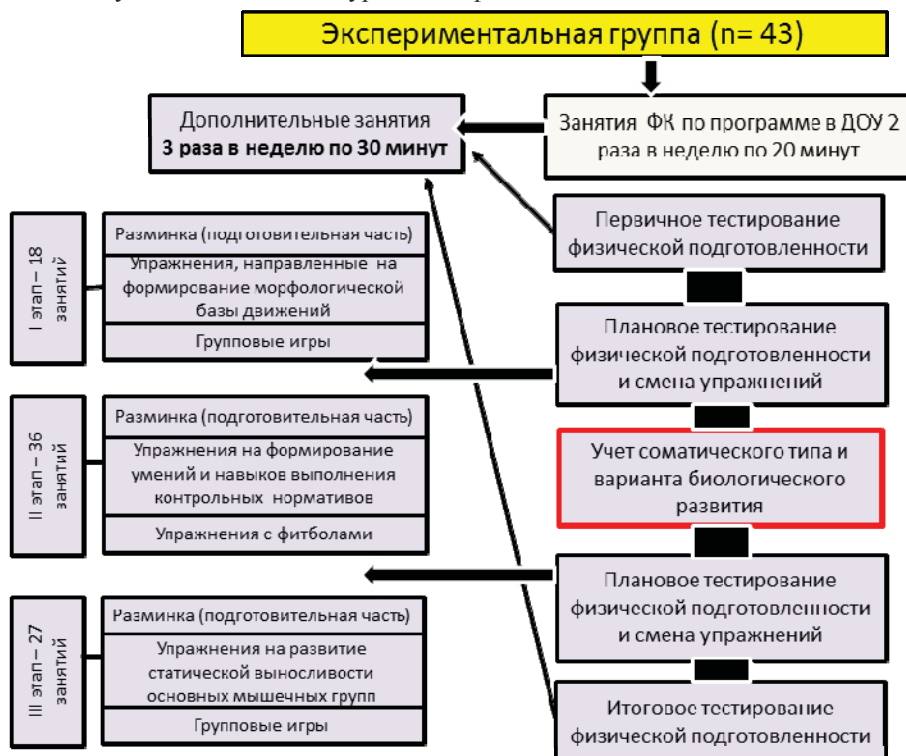 Экспериментальная группа (n= 43)
Дополнительные занятия
3 раза в неделю по 30 минут
Занятия ФК по программе в ДОУ 2
раза в неделю по 20 минут
I этап – 18
занятий
Разминка (подготовительная часть)
Упражнения, направленные на
формирование морфологической
базы движений
Групповые игры
Первичное тестирование
физической подготовленности
Плановое тестирование
физической подготовленности
и смена упражнений
II этап – 36
занятий
Разминка (подготовительная часть)
Упражнения на формирование
умений и навыков выполнения
контрольных нормативов
Упражнения с фитболами
Учет соматического типа и
варианта биологического
развития
III этап – 27
занятий
Разминка (подготовительная часть)
Упражнения на развитие
статической выносливости
основных мышечных групп
Групповые игры
Плановое тестирование
физической подготовленности
и смена упражнений
Итоговое тестирование
физической подготовленности